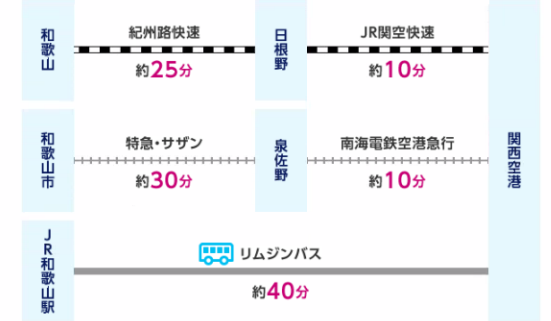 和歌山
紀州路快速
約25分
日根野
JR関空快速
約10分
和歌山市
特急・サザン
約30分
泉佐野
南海電鉄空港急行
約10分
JR和歌山駅
リムジンバス
約40分
関西空港